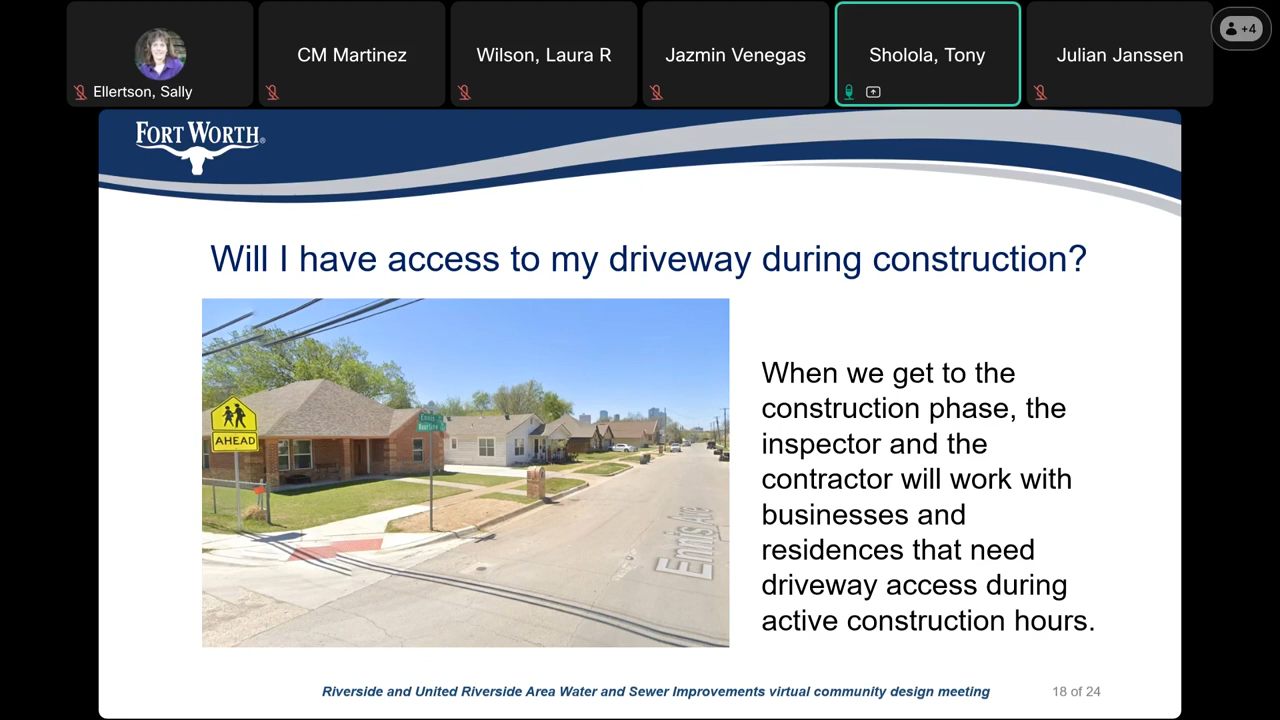 CM Martinez
Wilson, Laura R
Jazmin Venegas
Sholola, Tony
Julian Janssen
+4
Ellertson, Sally
FORT WORTH®
Will I have access to my driveway during construction?
AHEAD
Ennis Ave
When we get to the
construction phase, the
inspector and the
contractor will work with
businesses and
residences that need
driveway access during
active construction hours.
Riverside and United Riverside Area Water and Sewer Improvements virtual community design meeting
18 of 24